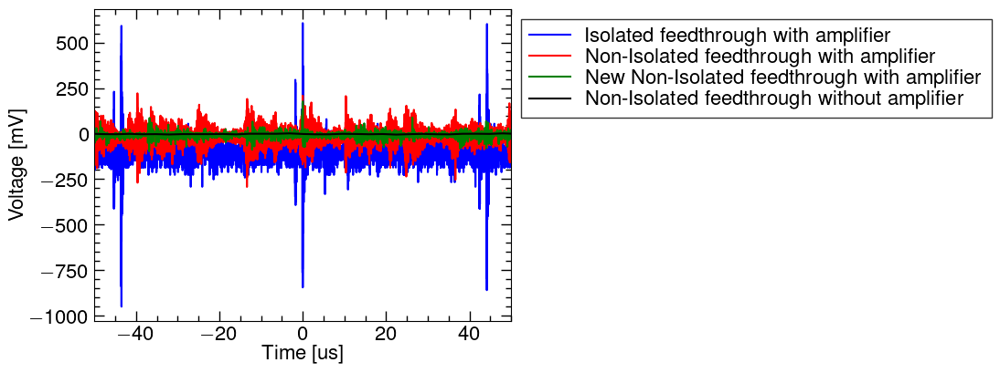 500
250
0
−250
−500
−750
−1000
Voltage [mV]
−40
−20
0
20
40
Time [us]
Isolated feedthrough with amplifier
Non-Isolated feedthrough with amplifier
New Non-Isolated feedthrough with amplifier
Non-Isolated feedthrough without amplifier